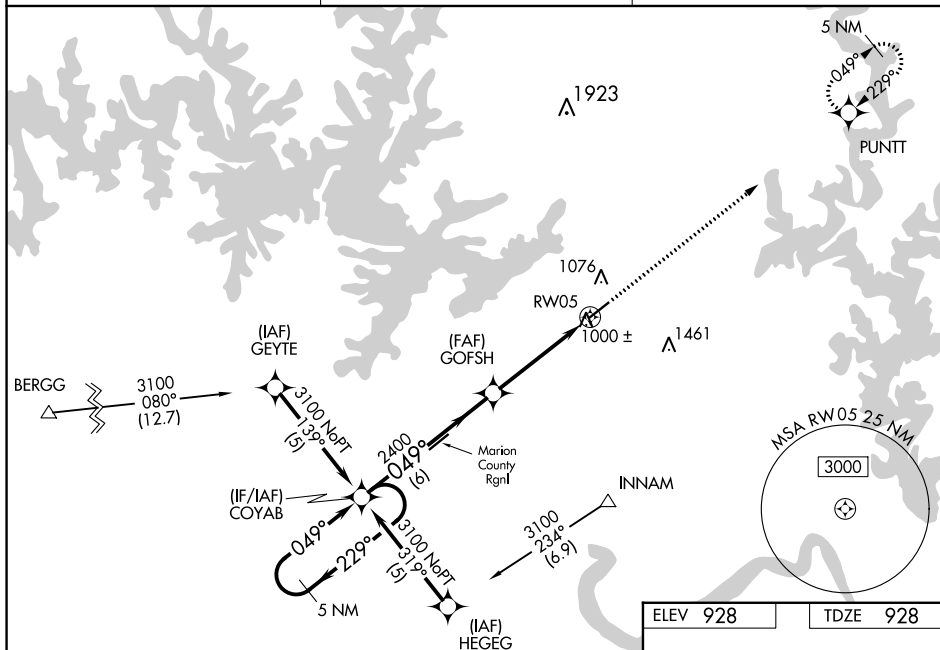 5 NM
049°
229°
PUNTT
1923
1076
RW05
1000 ±
1461
(IAF)
GEYTE
(FAF)
GOFSH
BERGG
3100
080°
(12.7)
3100 NoPT
139°
(5)
2400
049°
(6)
Marion
County
Rgnl
MSA RW05 25 NM
3000
(IF/IAF)
COYAB
INNAM
3100
234°
(6.9)
049°
229°
3100 NoPT
319°
(5)
5 NM
(IAF)
HEGEG
ELEV 928
TDZE 928